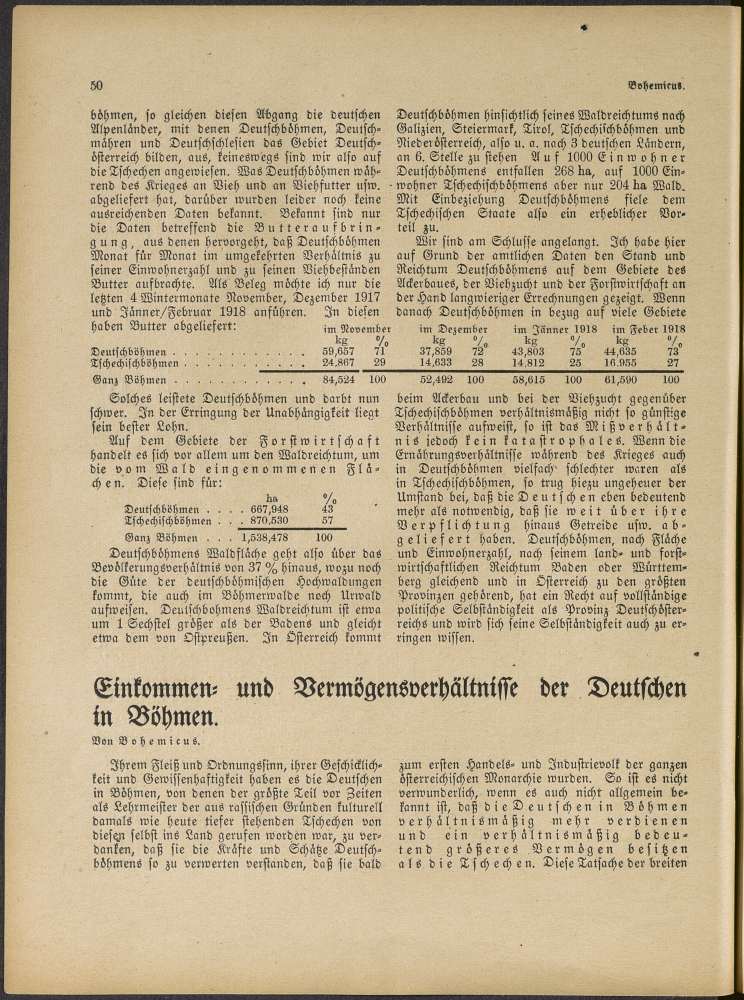 50
Bohemicus.
böhmen, so gleichen diesen Abgang die deutschen
Alpenländer, mit denen Deutschböhmen, Deutsch-
mähren und Deutschschlesien das Gebiet Deutsch-
österreich bilden, aus, keineswegs sind wir also auf
die Tschechen angewiesen. Was Deutschböhmen wäh-
rend des Krieges an Vieh und an Viehfutter usw.
abgeliefert hat, darüber wurden leider noch keine
ausreichenden Daten bekannt. Bekannt sind nur
die Daten betreffend die Butteraufbrin-
gung, aus denen hervorgeht, daß Deutschböhmen
Monat für Monat im umgekehrten Verhältnis zu
seiner Einwohnerzahl und zu seinen Viehbeständen
Butter aufbrachte. Als Beleg möchte ich nur die
letzten 4 Wintermonate November, Dezember 1917
und Jänner/Februar 1918 anführen. In diesen
haben Butter abgeliefert:
Deutschböhmen hinsichtlich seines Waldreichtums nach
Galizien, Steiermark, Tirol, Tschechischböhmen und
Niederösterreich, also u. a. nach 3 deutschen Ländern,
an 6. Stelle zu stehen Auf 1000 Einwohner
Deutschböhmens entfallen 268 ha, auf 1000 Ein-
wohner Tschechischböhmens aber nur 204 ha Wald.
Mit Einbeziehung Deutschböhmens fiele dem
Tschechischen Staate also ein erheblicher Vor-
teil zu.
Wir sind am Schlusse angelangt. Ich habe hier
auf Grund der amtlichen Daten den Stand und
Reichtum Deutschböhmens auf dem Gebiete des
Ackerbaues, der Viehzucht und der Forstwirtschaft an
der Hand langwieriger Errechnungen gezeigt. Wenn
danach Deutschböhmen in bezug auf viele Gebiete
im November im Dezember im Jänner 1918 im Feber 1918
kg % kg % kg % kg %
Deutschböhmen . . . . . . . . . . . . . 59,657 71 37,859 72 43,803 75 44,635 73
Tschechischböhmen . . . . . . . . . . . 24.867 29 14,633 28 14.812 25 16.955 27
Ganz Böhmen . . . . . . . . . . . . . 84,524 100 52,492 100 58,615 100 61,590 100
Solches leistete Deutschböhmen und darbt nun
schwer. In der Erringung der Unabhängigkeit liegt
sein bester Lohn.
Auf dem Gebiete der Forstwirtschaft
handelt es sich vor allem um den Waldreichtum, um
die vom Wald eingenommenen Flä-
chen. Diese sind für:
ha %
Deutschböhmen . . . . 667,948 43
Tschechischböhmen . . . 870,530 57
Ganz Böhmen . . . 1,538,478 100
Deutschböhmens Waldfläche geht also über das
Bevölkerungsverhältnis von 37 % hinaus, wozu noch
die Güte der deutschböhmischen Hochwaldungen
kommt, die auch im Böhmerwalde noch Urwald
aufweisen. Deutschbohmens Waldreichtum ist etwa
um 1 Sechstel größer als der Badens und gleicht
etwa dem von Ostpreußen. In Österreich kommt
beim Ackerbau und bei der Viehzucht gegenüber
Tschechischböhmen verhältnismäßig nicht so günstige
Verhältnisse aufweist, so ist das Mißverhält-
nis jedoch kein katastrophales. Wenn die
Ernährungsverhältnisse während des Krieges auch
in Deutschböhmen vielfach schlechter waren als
in Tschechischböhmen, so trug hiezu ungeheuer der
Umstand bei, daß die Deutschen eben bedeutend
mehr als notwendig, daß sie weit über ihre
Verpflichtung hinaus Getreide usw. ab-
geliefert haben. Deutschböhmen, nach Fläche
und Einwohnerzahl, nach seinem land- und forst-
wirtschaftlichen Reichtum Baden oder Württem-
berg gleichend und in Österreich zu den größten
Provinzen gehörend, hat ein Recht auf vollständige
politische Selbständigkeit als Provinz Deutschöster-
reichs und wird sich seine Selbständigkeit auch zu er-
ringen wissen.
Einkommen- und Vermögensverhältnisse der Deutschen
in Böhmen.
Von Bohemicus.
Ihrem Fleiß und Ordnungssinn, ihrer Geschicklich-
keit und Gewissenhaftigkeit haben es die Deutschen
in Böhmen, von denen der größte Teil vor Zeiten
als Lehrmeister der aus rassischen Gründen kulturell
damals wie heute tiefer stehenden Tschechen von
diesen selbst ins Land gerufen worden war, zu ver-
danken, daß sie die Kräfte und Schätze Deutsch-
böhmens so zu verwerten verstanden, daß sie bald
zum ersten Handels- und Industrievolk der ganzen
österreichischen Monarchie wurden. So ist es nicht
verwunderlich, wenn es auch nicht allgemein be-
kannt ist, daß die Deutschen in Böhmen
verhältnismäßig mehr verdienen
und ein verhältnismäßig bedeu-
tend größeres Vermögen besitzen
als die Tschechen. Diese Tatsache der breiten